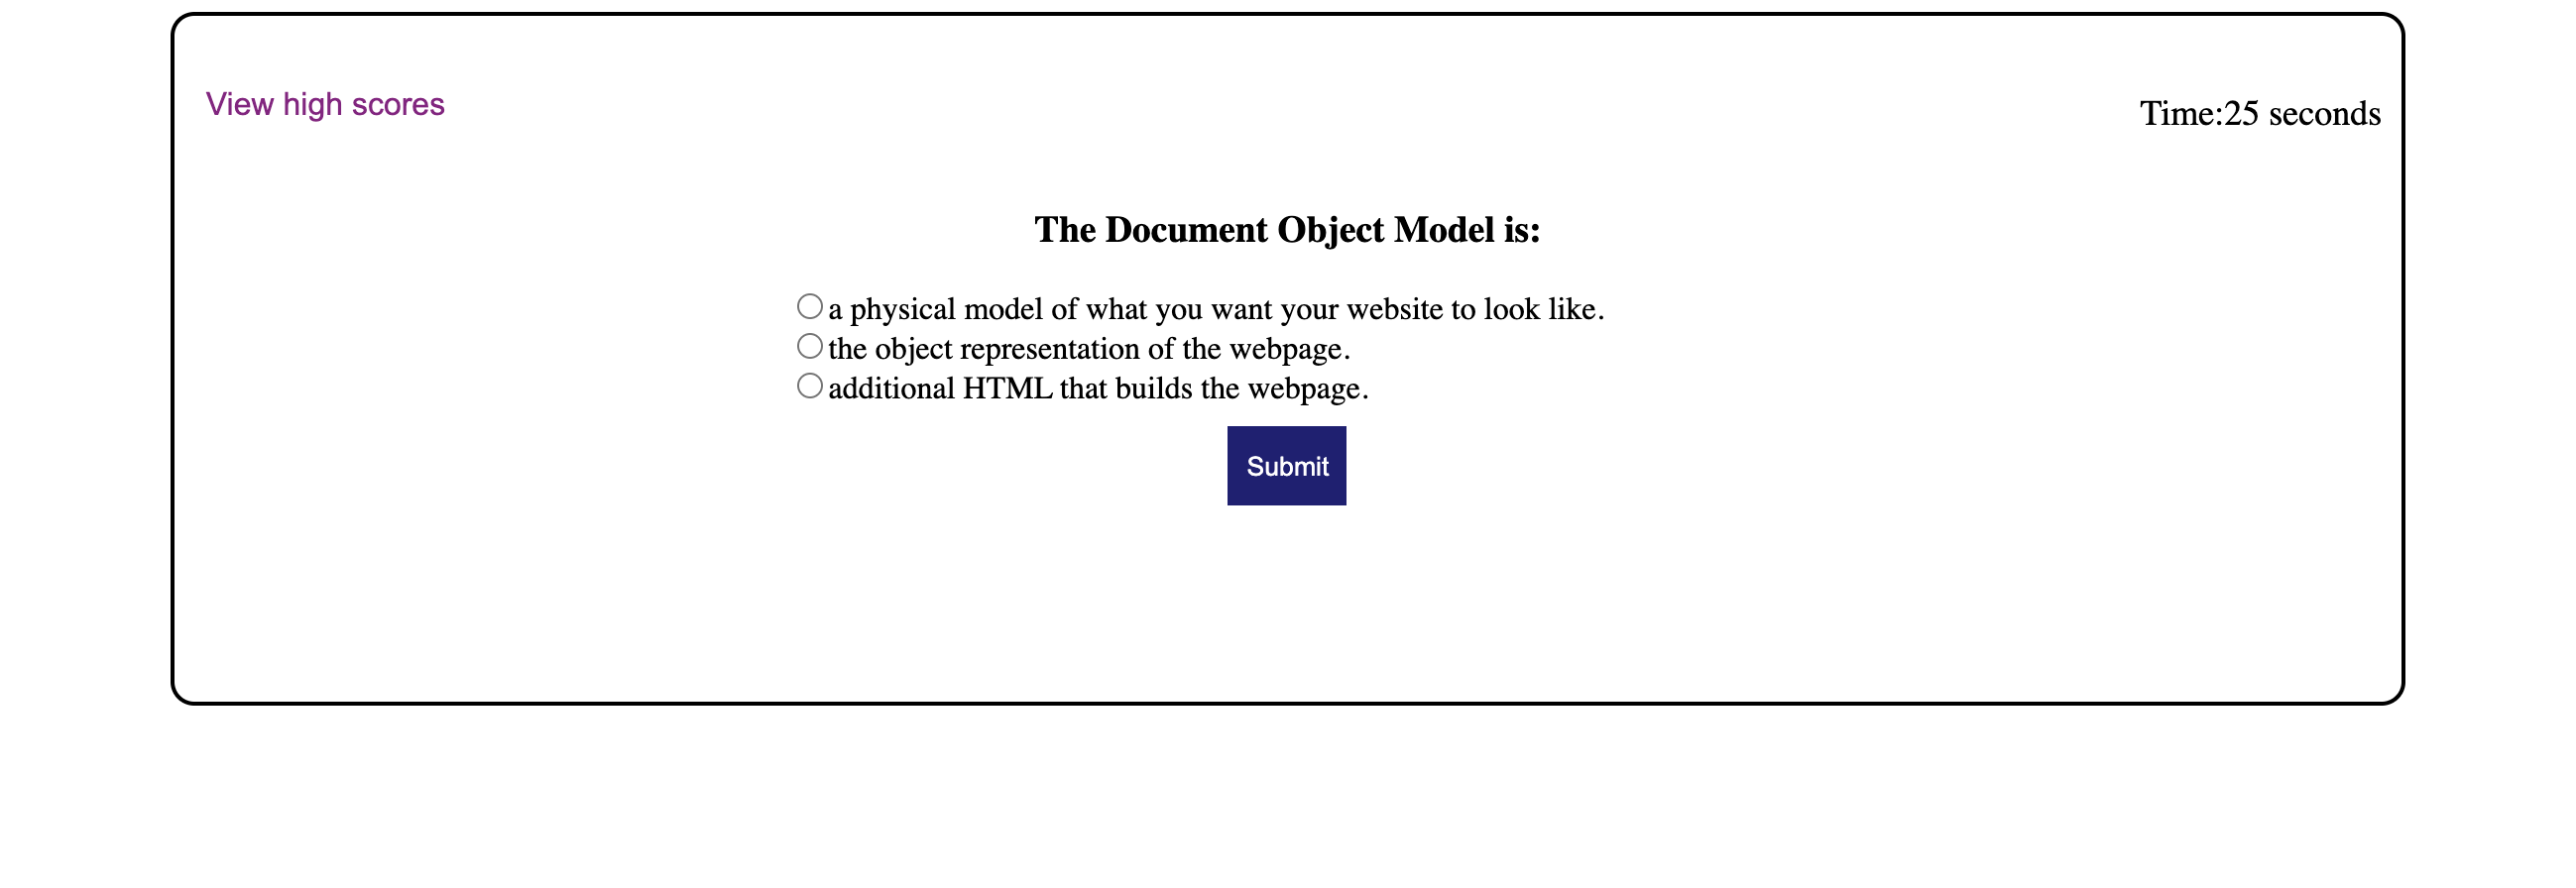 View high scores
Time:25 seconds
The Document Object Model is:
a physical model of what you want your website to look like.
the object representation of the webpage.
additional HTML that builds the webpage.
Submit